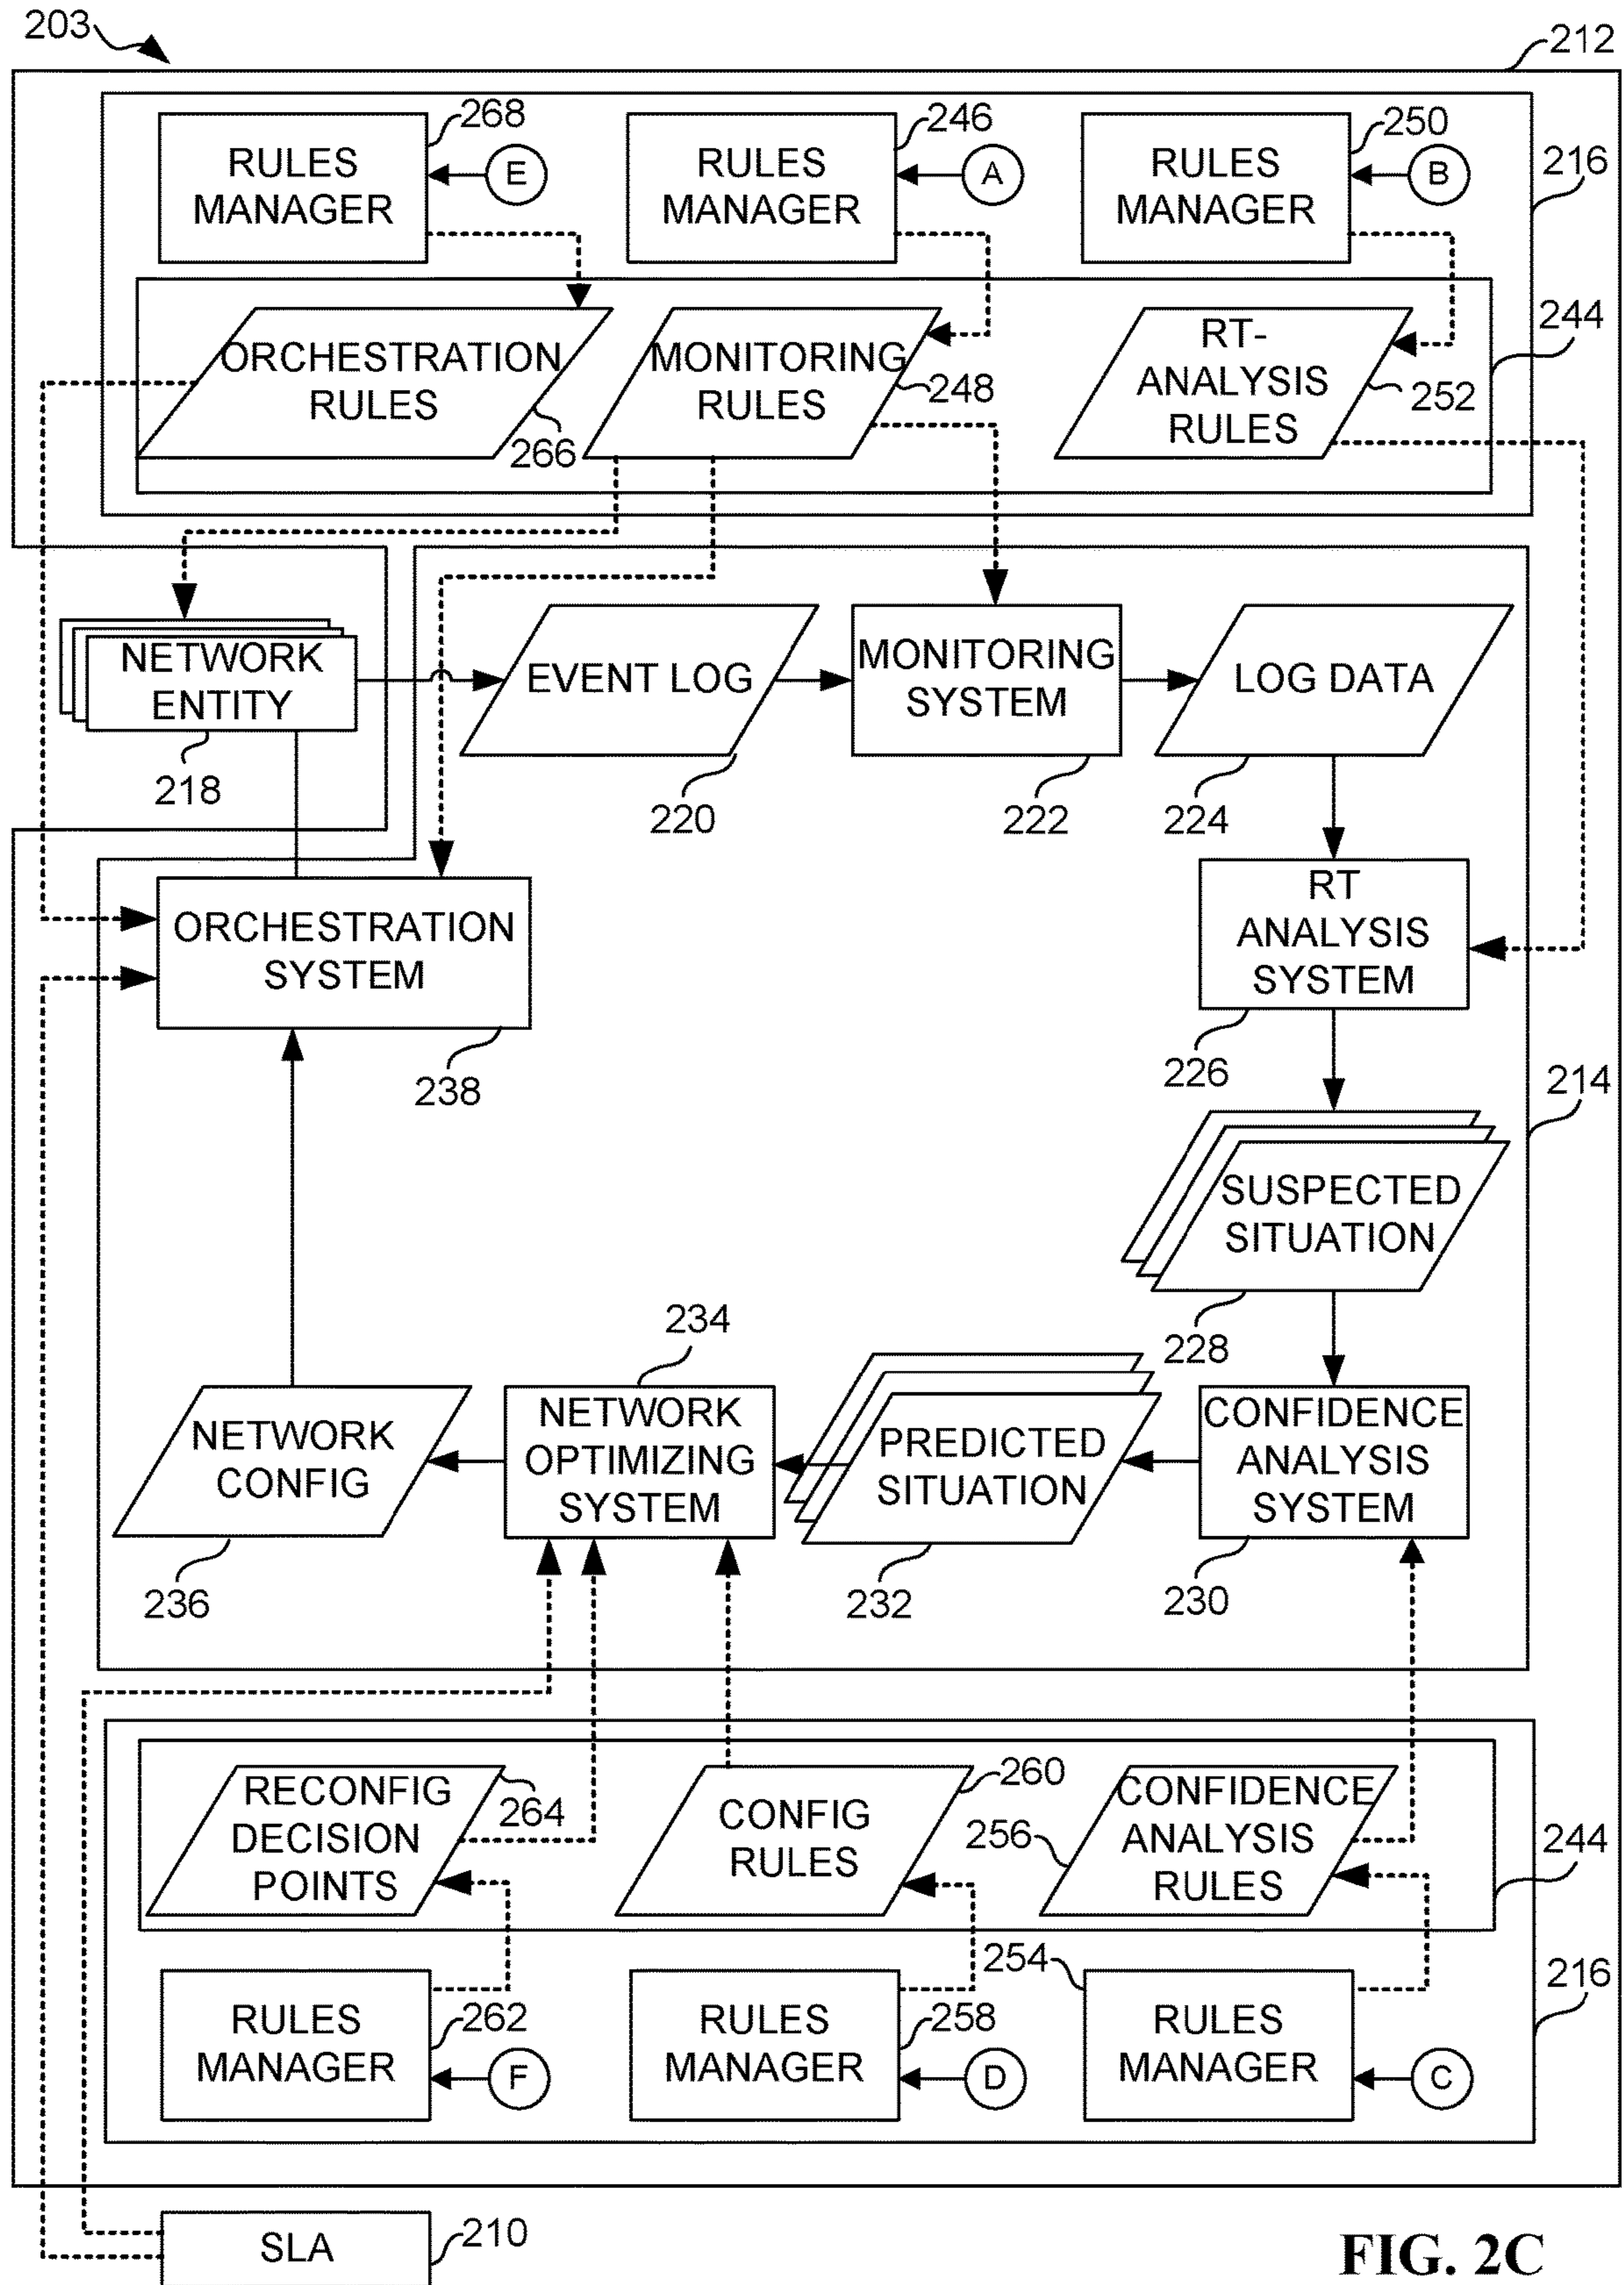 203
212
268
246
250
RULES
MANAGER
E
RULES
MANAGER
A
RULES
MANAGER
B
216
ORCHESTRATION
RULES
266
MONITORING
RULES
248
RT-
ANALYSIS
RULES
252
244
NETWORK
ENTITY
218
EVENT LOG
220
MONITORING
SYSTEM
222
LOG DATA
224
ORCHESTRATION
SYSTEM
238
RT
ANALYSIS
SYSTEM
226
214
SUSPECTED
SITUATION
228
234
NETWORK
CONFIG
236
NETWORK
OPTIMIZING
SYSTEM
PREDICTED
SITUATION
232
CONFIDENCE
ANALYSIS
SYSTEM
230
RECONFIG
DECISION
POINTS
264
CONFIG
RULES
260
256
CONFIDENCE
ANALYSIS
RULES
244
RULES
MANAGER
262
F
RULES
MANAGER
258
D
254
RULES
MANAGER
C
216
SLA
210
FIG. 2C